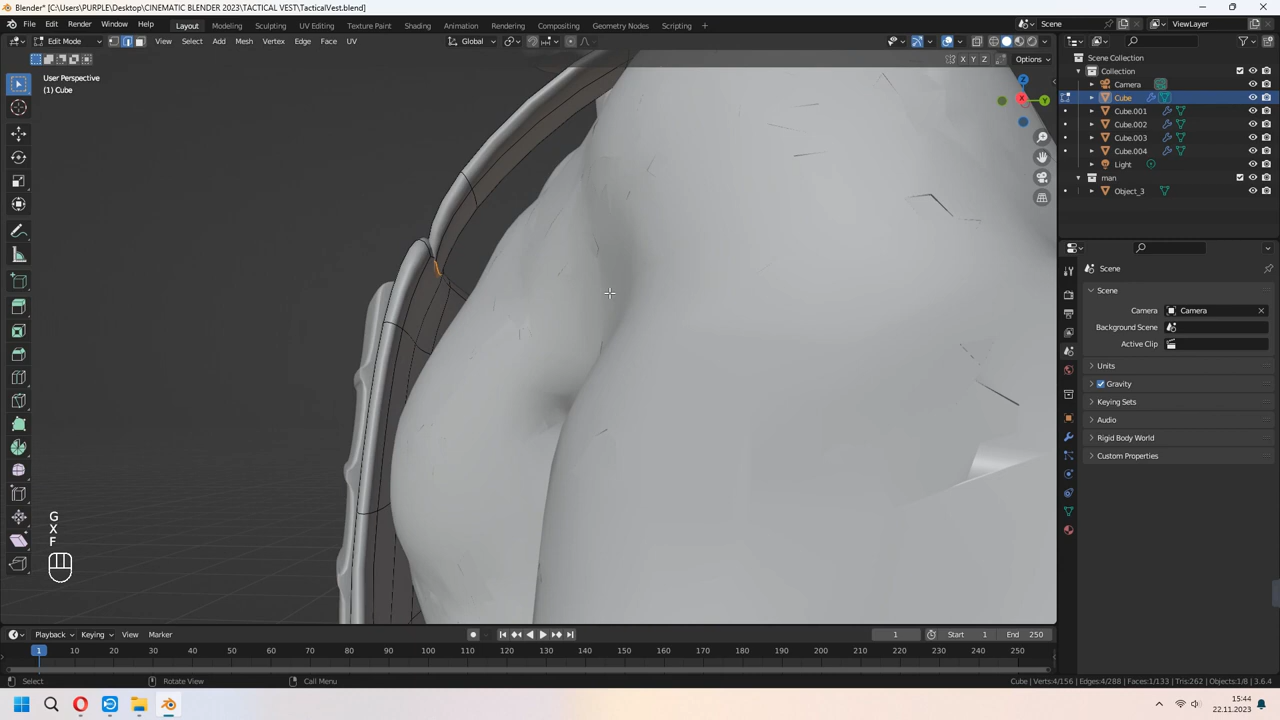 Blender* [C:\Users\PURPLE\Desktop\CINEMATIC BLENDER 2023\TACTICAL VEST\TacticalVest.blend]
File Edit Render Window Help Layout Modeling Sculpting UV Editing Texture Paint Shading Animation Rendering Compositing Geometry Nodes Scripting + Scene ViewLayer
Edit Mode View Select Add Mesh Vertex Edge Face UV Global
X Y Z Options
User Perspective
(1) Cube
Z
X
Y
Scene Collection
Collection
Camera
Cube
Cube.001
Cube.002
Cube.003
Cube.004
Light
man
Object_3
Scene
Scene
Camera Camera
Background Scene
Active Clip
Units
Gravity
Keying Sets
Audio
Rigid Body World
Custom Properties
G
X
F
Playback Keying View Marker 1 Start 1 End 250
1 10 20 30 40 50 60 70 80 90 100 110 120 130 140 150 160 170 180 190 200 210 220 230 240 250
Select Rotate View Call Menu Cube | Verts:4/156 | Edges:4/288 | Faces:1/133 | Tris:262 | Objects:1/8 | 3.6.4
15:44
22.11.2023